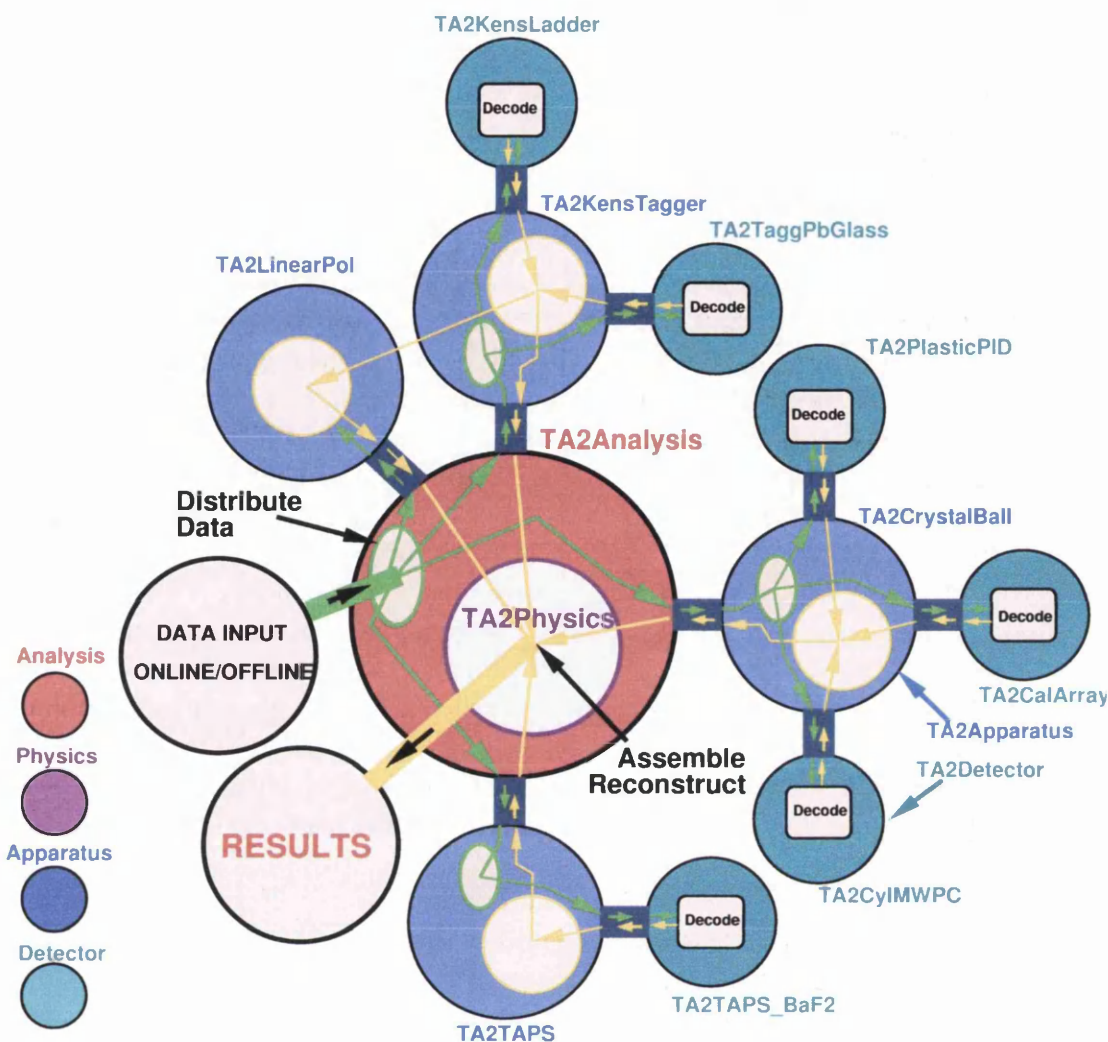 TA2KensLadder
Decode
TA2KensTagger
TA2TaggPbGlass
Decode
TA2LinearPol
TA2PlasticPID
Decode
TA2Analysis
Distribute
Data
TA2CrystalBall
DATA INPUT
ONLINE/OFFLINE
TA2Physics
Decode
TA2CalArray
Analysis
TA2Apparatus
Physics
Assemble
Reconstruct
TA2Detector
Decode
RESULTS
Apparatus
TA2CylMWPC
Decode
Detector
TA2TAPS_BaF2
TA2TAPS